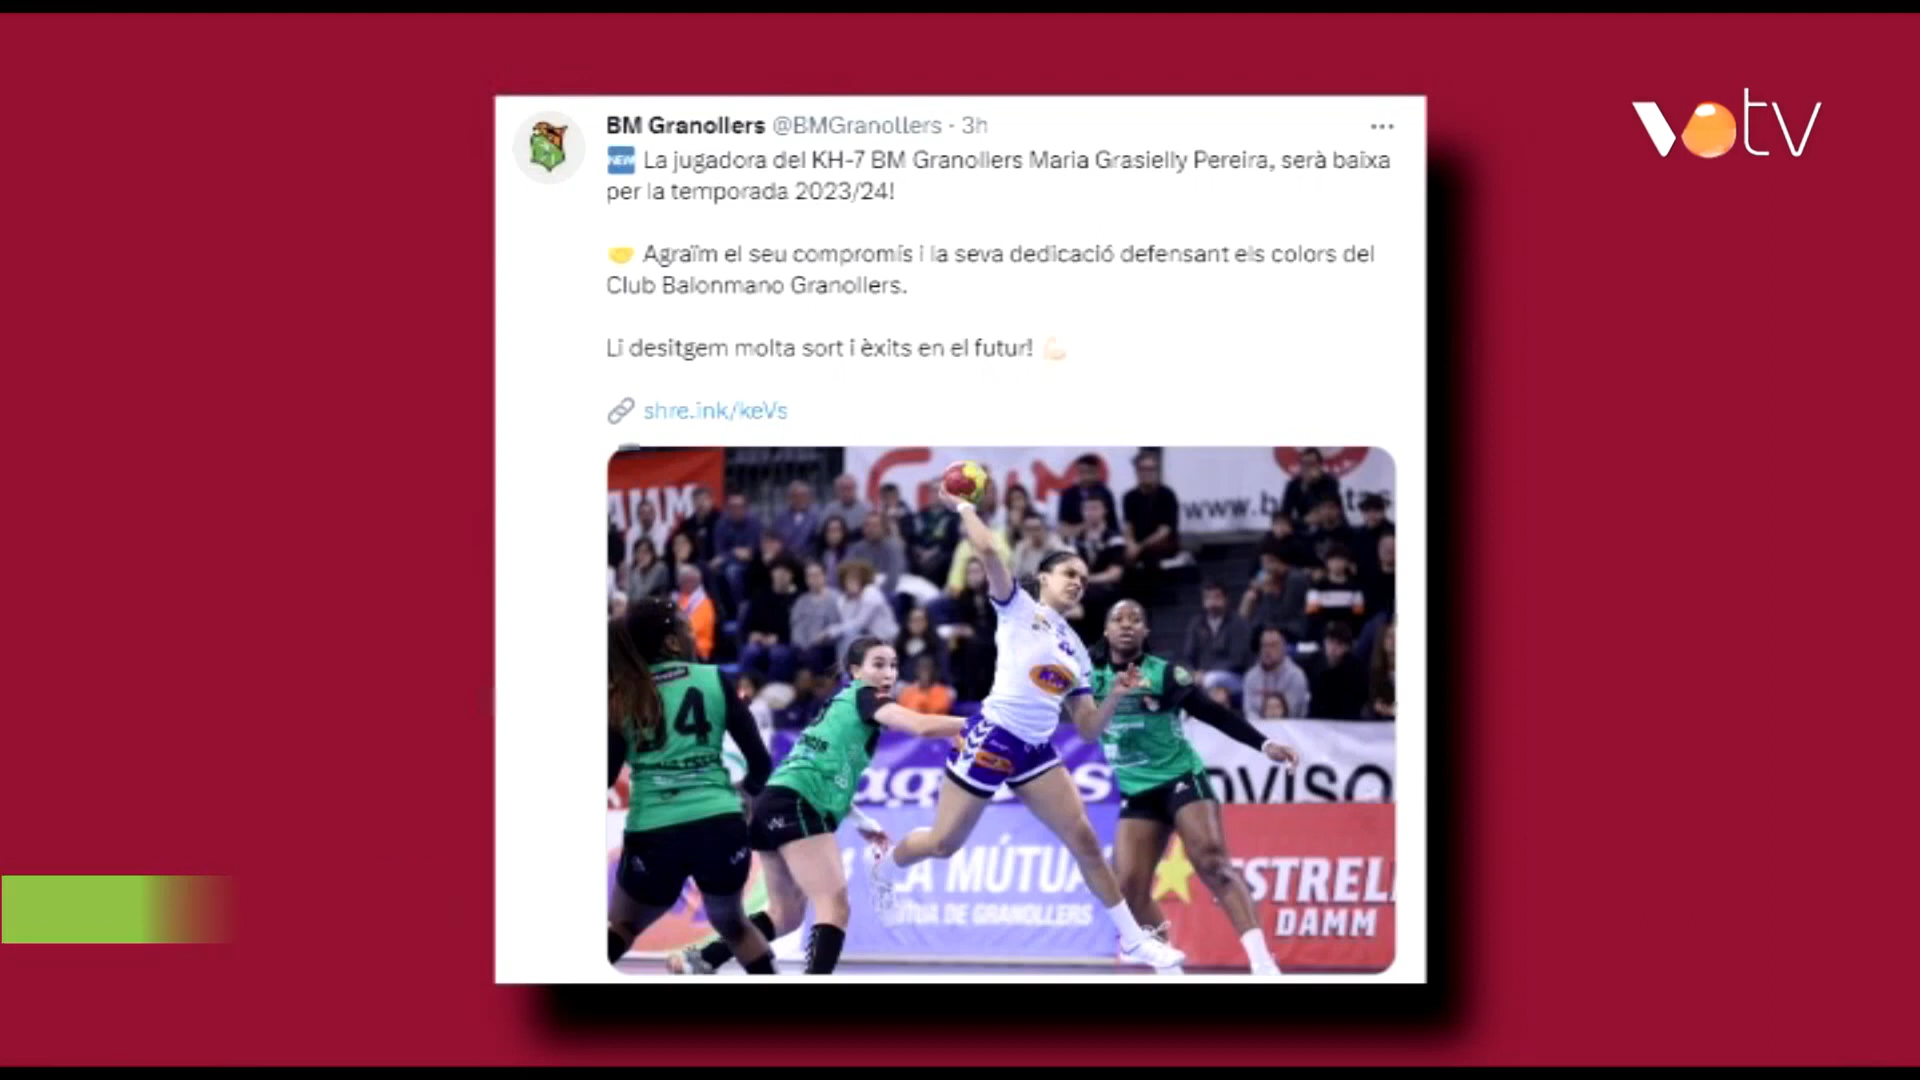 votv
BM Granollers @BMGranollers · 3h
NEW La jugadora del KH-7 BM Granollers Maria Grasielly Pereira, serà baixa
per la temporada 2023/24!
Agraïm el seu compromís i la seva dedicació defensant els colors del
Club Balonmano Granollers.
Li desitgem molta sort i èxits en el futur!
shre.ink/keVs
www.b
LA MÚTUA
DE GRANOLLERS
ESTRELL
DAMM